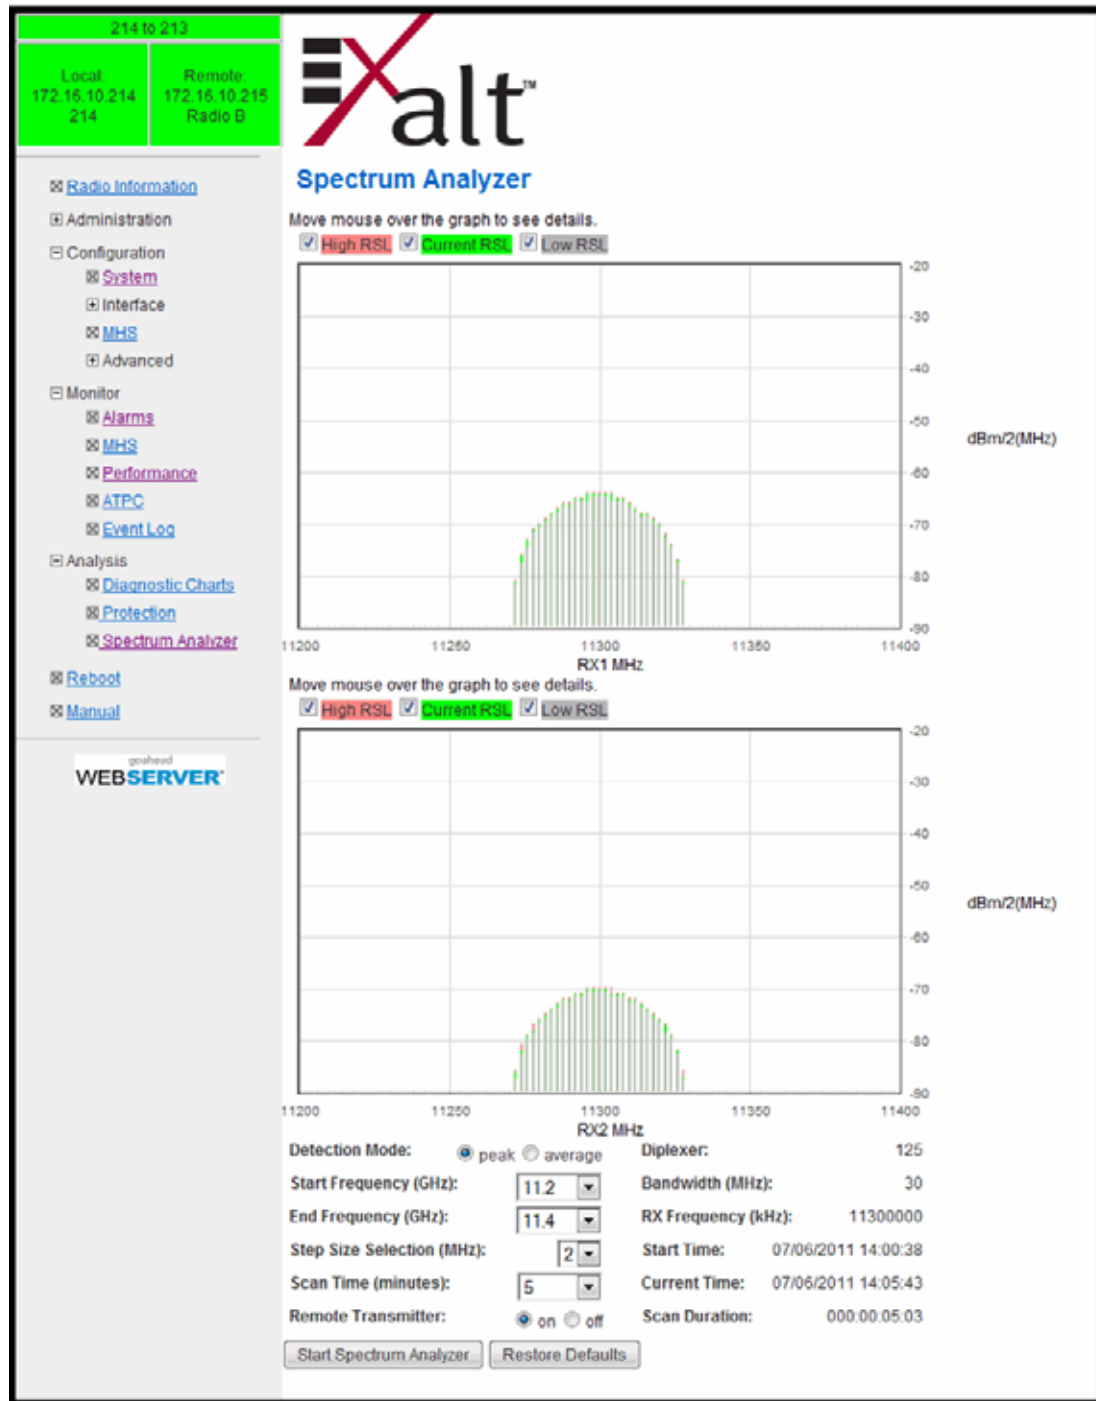 214 to 213
Local:
172.16.10.214
214
Remote:
172.16.10.215
Radio B
EXalt™
Radio Information
Administration
Configuration
System
Interface
MHS
Advanced
Monitor
Alarms
MHS
Performance
ATPC
Event Log
Analysis
Diagnostic Charts
Protection
Spectrum Analyzer
Reboot
Manual
goahead
WEBSERVER
Spectrum Analyzer
Move mouse over the graph to see details.
High RSL Current RSL Low RSL
-20
-30
-40
-50
dBm/2(MHz)
-60
-70
-80
-90
11200 11250 11300 11350 11400
RX1 MHz
Move mouse over the graph to see details.
High RSL Current RSL Low RSL
-20
-30
-40
-50
dBm/2(MHz)
-60
-70
-80
-90
11200 11250 11300 11350 11400
RX2 MHz
Detection Mode: peak average Diplexer: 125
Start Frequency (GHz): 11.2 Bandwidth (MHz): 30
End Frequency (GHz): 11.4 RX Frequency (kHz): 11300000
Step Size Selection (MHz): 2 Start Time: 07/06/2011 14:00:38
Scan Time (minutes): 5 Current Time: 07/06/2011 14:05:43
Remote Transmitter: on off Scan Duration: 000:00:05:03
Start Spectrum Analyzer Restore Defaults